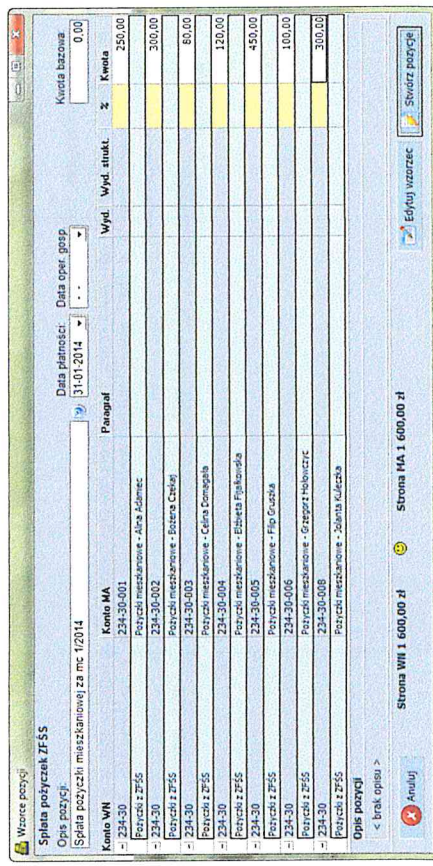 Wzorce pozycji
Spłata pożyczek ZFŚS
Opis pozycji: Data płatności: Data oper. gosp. Kwota bazowa:
Spłata pożyczki mieszkaniowej za mc 1/2014 31-01-2014 - - 0,00
Konto WN Konto MA Paragraf Wyd. Wyd. strukt. % Kwota
234-30 234-30-001 250,00
Pożyczki z ZFŚS Pożyczki mieszkaniowe - Alina Adamiec
234-30 234-30-002 300,00
Pożyczki z ZFŚS Pożyczki mieszkaniowe - Bożena Czekaj
234-30 234-30-003 80,00
Pożyczki z ZFŚS Pożyczki mieszkaniowe - Celina Domagała
234-30 234-30-004 120,00
Pożyczki z ZFŚS Pożyczki mieszkaniowe - Elżbieta Fijałkowska
234-30 234-30-005 450,00
Pożyczki z ZFŚS Pożyczki mieszkaniowe - Filip Gruszka
234-30 234-30-006 100,00
Pożyczki z ZFŚS Pożyczki mieszkaniowe - Grzegorz Hołowczyc
234-30 234-30-008 300,00
Pożyczki z ZFŚS Pożyczki mieszkaniowe - Jolanta Kuleczka
Opis pozycji
< brak opisu >
Anuluj Strona WN 1 600,00 zł Strona MA 1 600,00 zł Edytuj wzorzec Stwórz pozycje